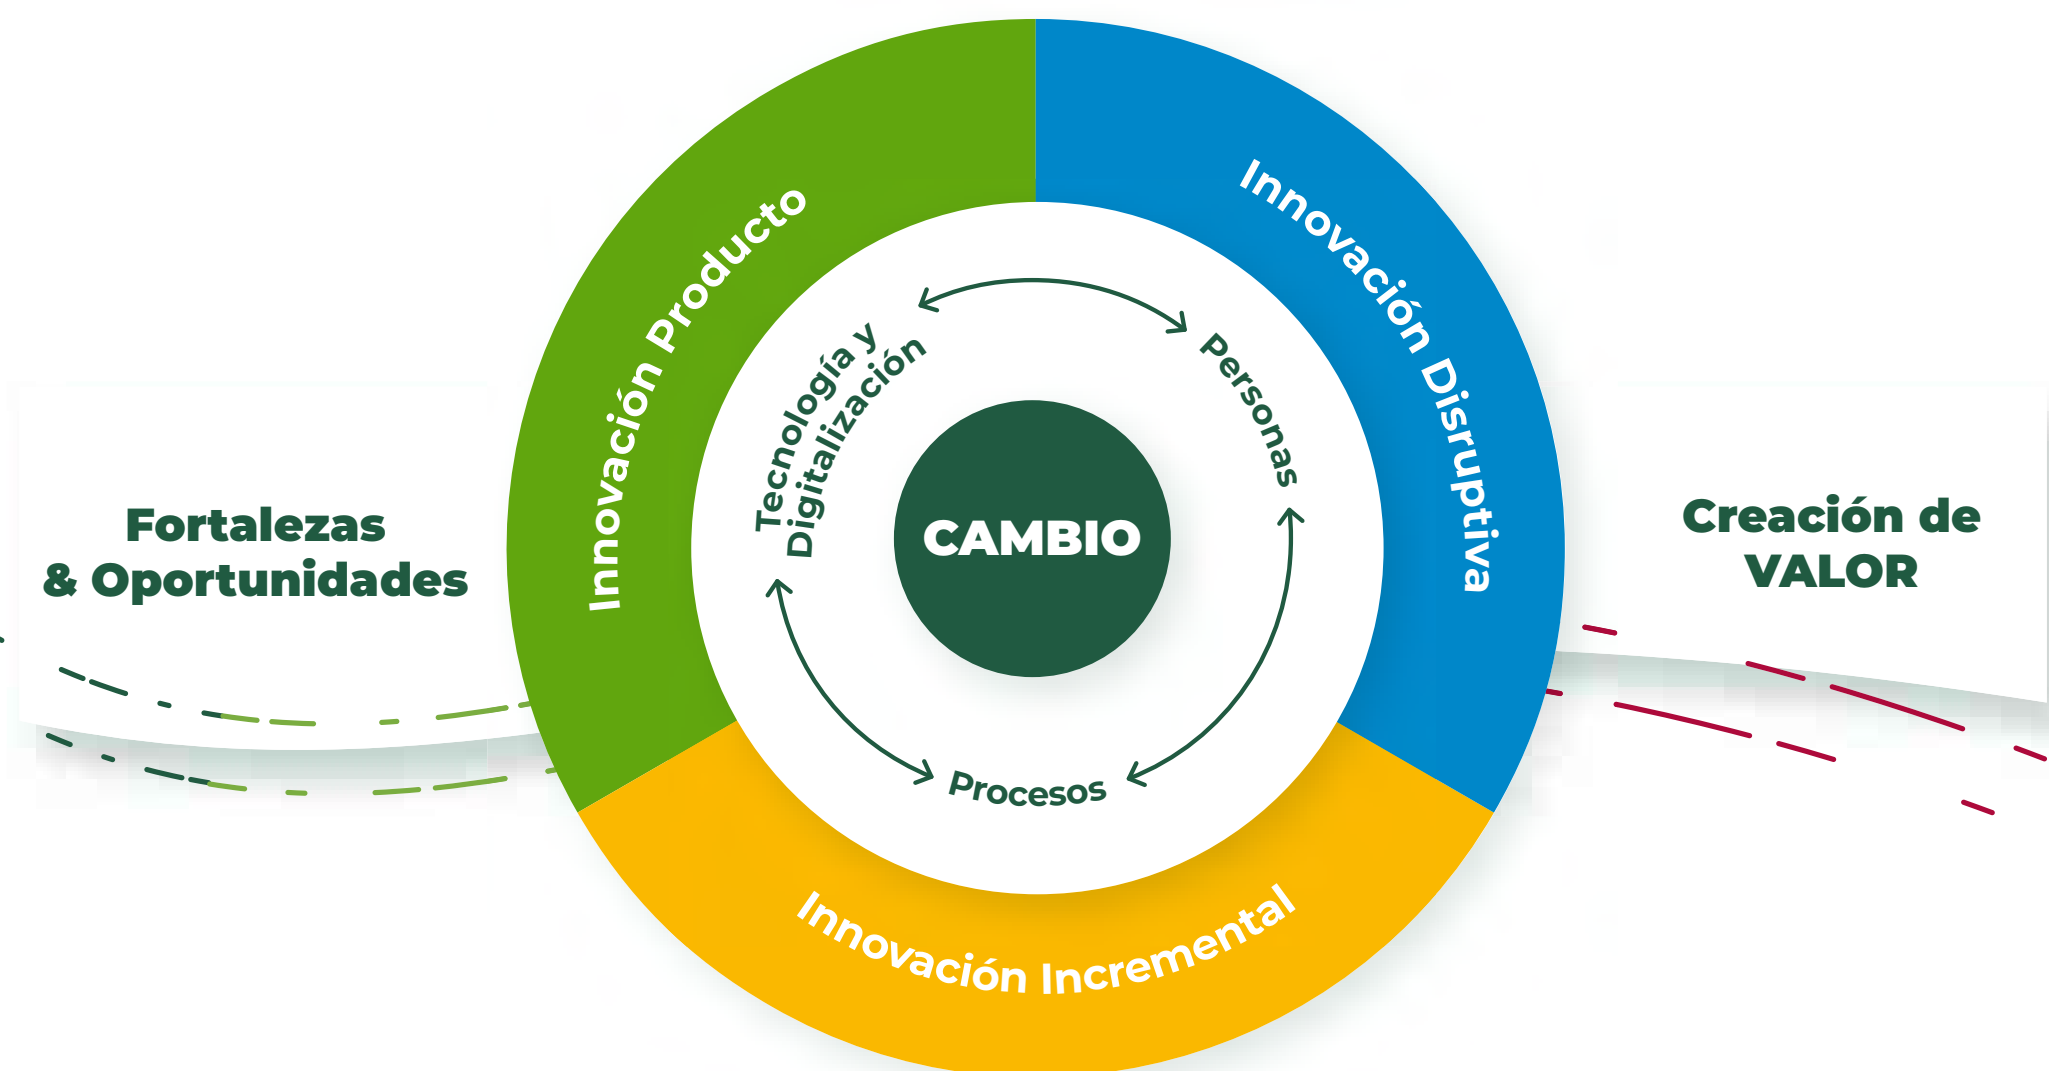 Fortalezas
& Oportunidades
Innovación Producto
Innovación Disruptiva
Innovación Incremental
Tecnología y
Digitalización
Personas
Procesos
CAMBIO
Creación de
VALOR